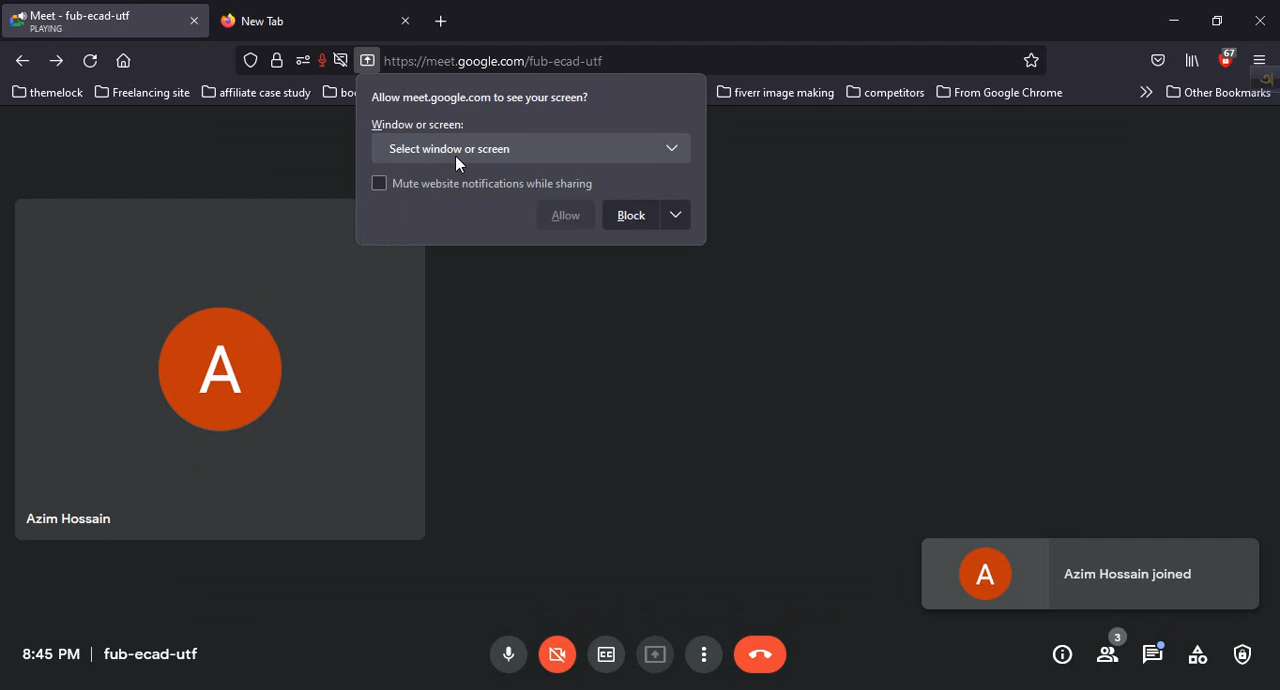 Meet - fub-ecad-utf
PLAYING
New Tab
https://meet.google.com/fub-ecad-utf
67
themelock
Freelancing site
affiliate case study
boo
fiverr image making
competitors
From Google Chrome
Other Bookmarks
Allow meet.google.com to see your screen?
Window or screen:
Select window or screen
Mute website notifications while sharing
Allow
Block
A
Azim Hossain
A
Azim Hossain joined
8:45 PM | fub-ecad-utf
3